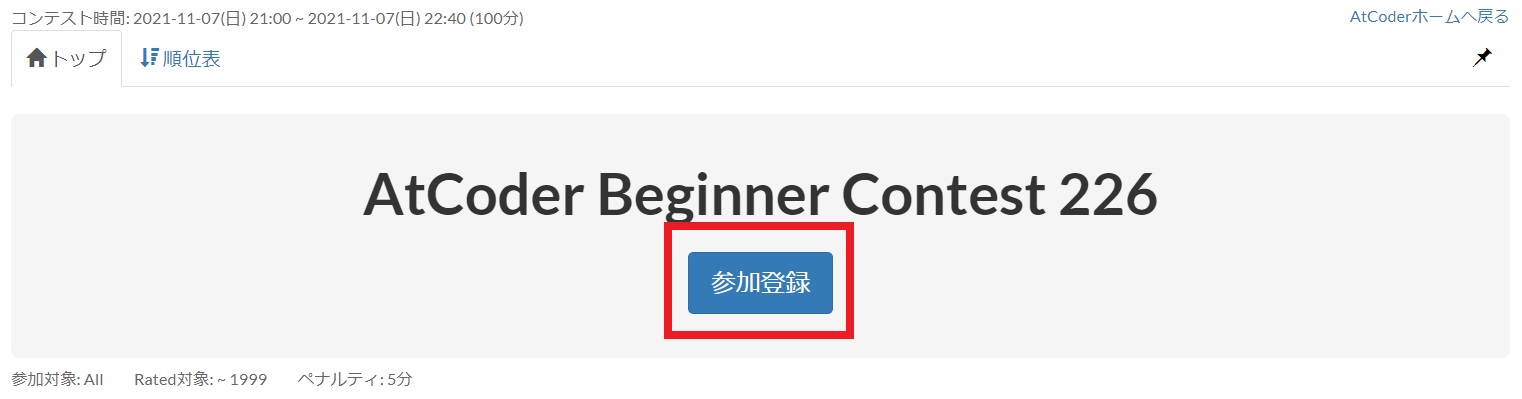 コンテスト時間: 2021-11-07(日) 21:00 ~ 2021-11-07(日) 22:40 (100分)
AtCoderホームへ戻る
トップ
順位表
AtCoder Beginner Contest 226
参加登録
参加対象: All Rated対象: ~ 1999 ペナルティ: 5分